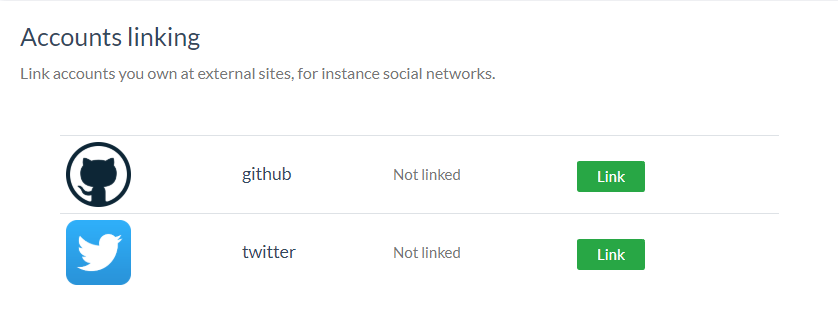 Accounts linking
Link accounts you own at external sites, for instance social networks.
github Not linked Link
twitter Not linked Link